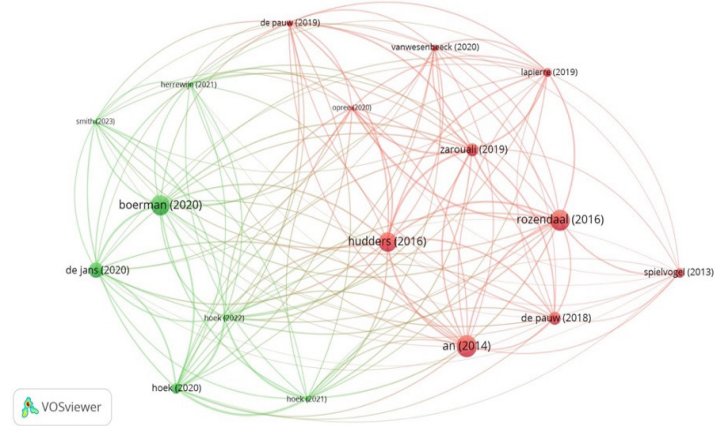 de pauw (2019)
vanwesenbeeck (2020)
lapierre (2019)
herrewijn (2021)
opree (2020)
smith (2023)
zarouali (2019)
boerman (2020)
rozendaal (2016)
hudders (2016)
de jans (2020)
spielvogel (2013)
hoek (2022)
de pauw (2018)
an (2014)
hoek (2020)
hoek (2021)
VOSviewer